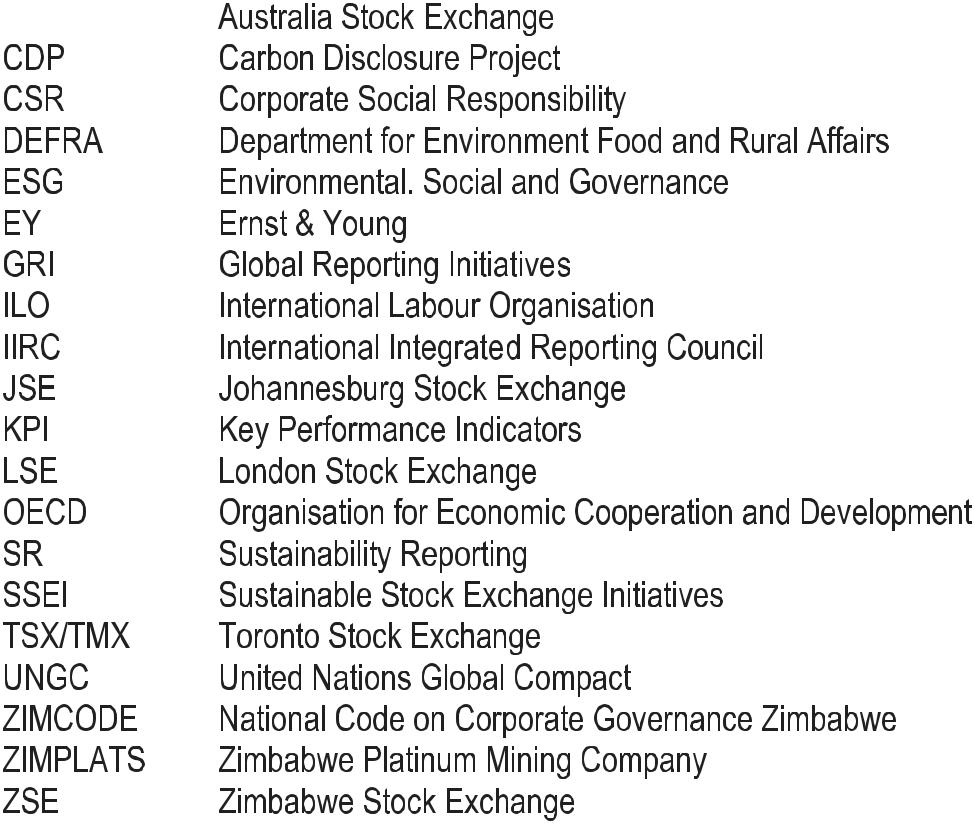 Australia Stock Exchange
CDP Carbon Disclosure Project
CSR Corporate Social Responsibility
DEFRA Department for Environment Food and Rural Affairs
ESG Environmental. Social and Governance
EY Ernst & Young
GRI Global Reporting Initiatives
ILO International Labour Organisation
IIRC International Integrated Reporting Council
JSE Johannesburg Stock Exchange
KPI Key Performance Indicators
LSE London Stock Exchange
OECD Organisation for Economic Cooperation and Development
SR Sustainability Reporting
SSEI Sustainable Stock Exchange Initiatives
TSX/TMX Toronto Stock Exchange
UNGC United Nations Global Compact
ZIMCODE National Code on Corporate Governance Zimbabwe
ZIMPLATS Zimbabwe Platinum Mining Company
ZSE Zimbabwe Stock Exchange